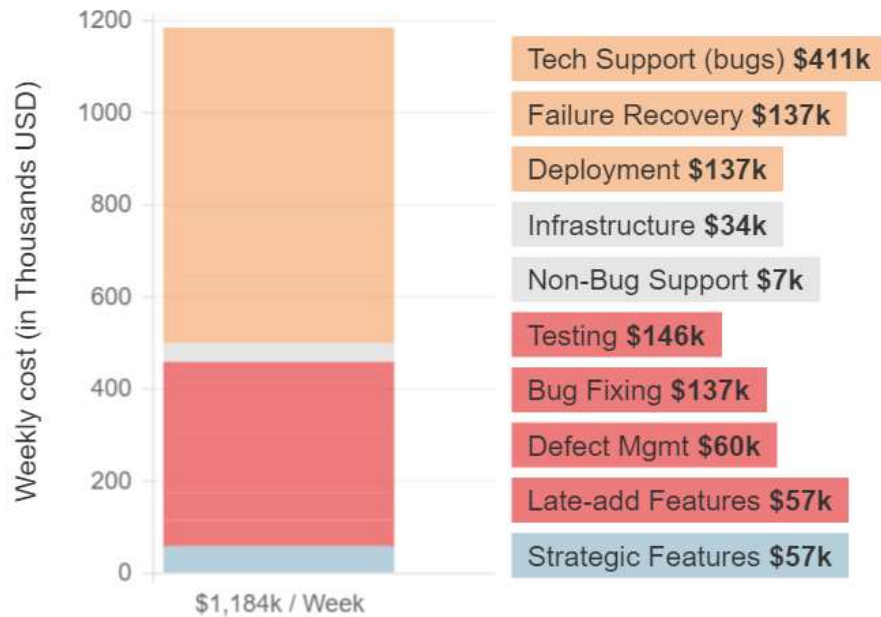 Weekly cost (in Thousands USD)
1200
1000
800
600
400
200
0
$1,184k / Week
Tech Support (bugs) $411k
Failure Recovery $137k
Deployment $137k
Infrastructure $34k
Non-Bug Support $7k
Testing $146k
Bug Fixing $137k
Defect Mgmt $60k
Late-add Features $57k
Strategic Features $57k